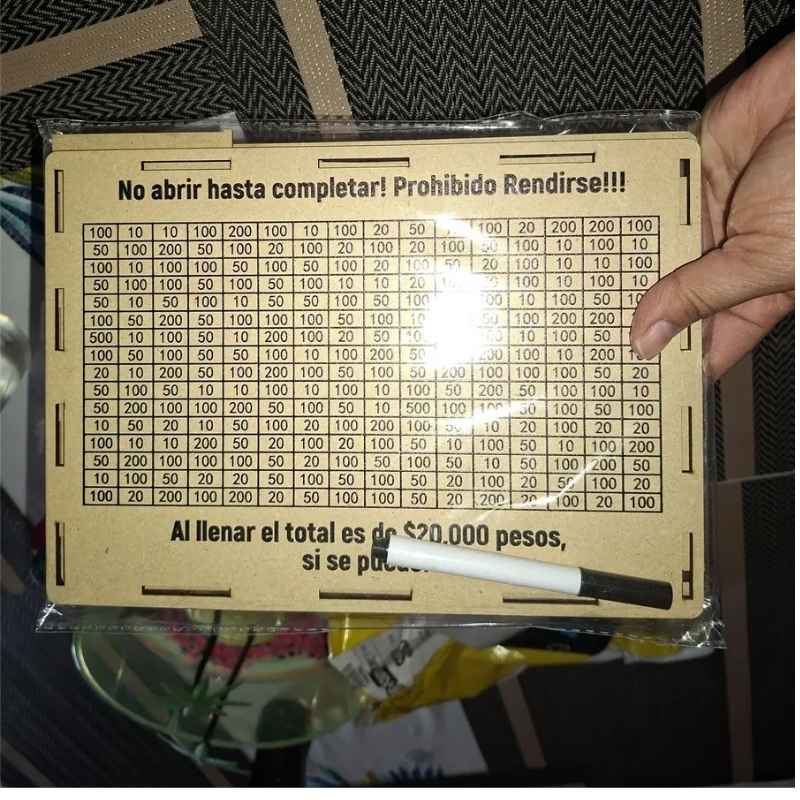 No abrir hasta completar! Prohibido Rendirse!!!
100 10 10 100 200 100 10 100 20 50 100 20 200 200 100
50 100 200 50 100 20 100 20 100 20 100 50 100 10 100 10
100 10 100 100 50 100 50 100 20 100 50 20 100 10 10 100
50 100 100 50 100 50 100 10 10 20 100 10 100 10
50 10 50 100 10 50 50 100 50 100 100 10 100 50
100 50 200 50 100 100 100 50 100 50 100 200 200
500 10 100 50 10 200 100 20 50 10 100 50
100 50 100 50 50 100 10 100 200 50 100 10 200
20 10 200 50 100 200 100 50 100 50 200 100 100 100 50 20
50 100 50 10 10 100 10 100 10 100 50 200 50 100 100 10
50 200 100 100 200 50 100 50 10 500 100 100 50 100 50 100
10 50 20 10 50 100 20 100 200 100 50 10 20 100 20 20
100 10 10 200 50 20 100 20 100 50 10 100 50 10 100 200
50 200 100 100 100 50 20 100 50 100 50 10 50 100 200 50
10 100 50 20 20 50 100 50 100 50 20 100 20 50 100 20
100 20 200 100 20 50 100 100 100 50 20 200 20 100 20 100
Al llenar el total es de $20.000 pesos,
si se